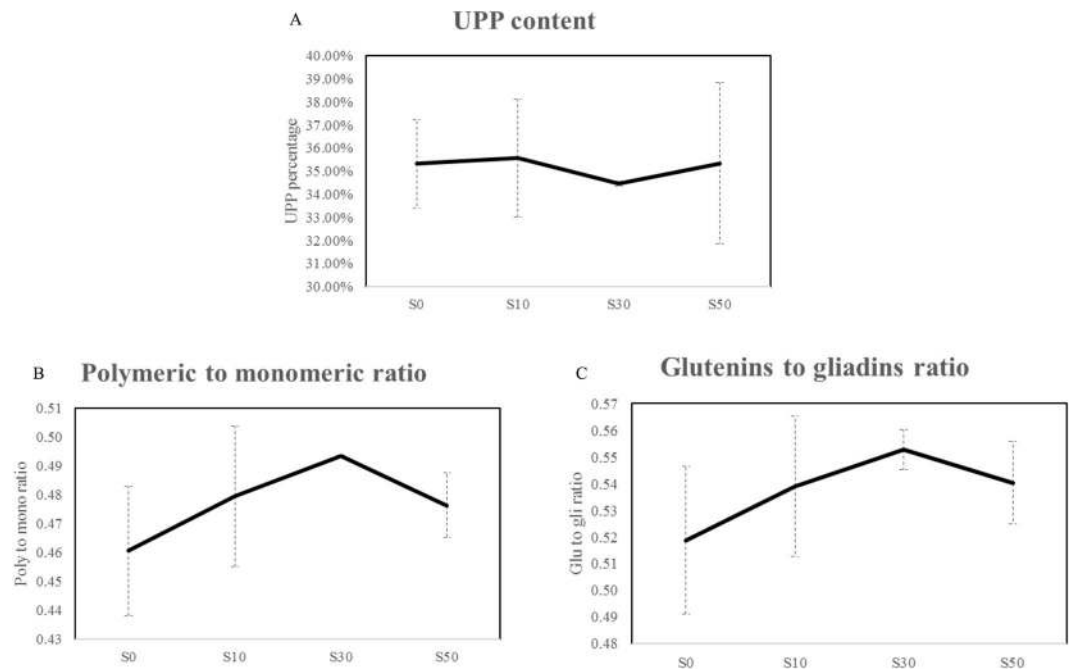 A
UPP content
UPP percentage
40.00%
39.00%
38.00%
37.00%
36.00%
35.00%
34.00%
33.00%
32.00%
31.00%
30.00%
S0 S10 S30 S50
B
Polymeric to monomeric ratio
Poly to mono ratio
0.51
0.50
0.49
0.48
0.47
0.46
0.45
0.44
0.43
S0 S10 S30 S50
C
Glutenins to gliadins ratio
Glu to gli ratio
0.57
0.56
0.55
0.54
0.53
0.52
0.51
0.50
0.49
0.48
S0 S10 S30 S50